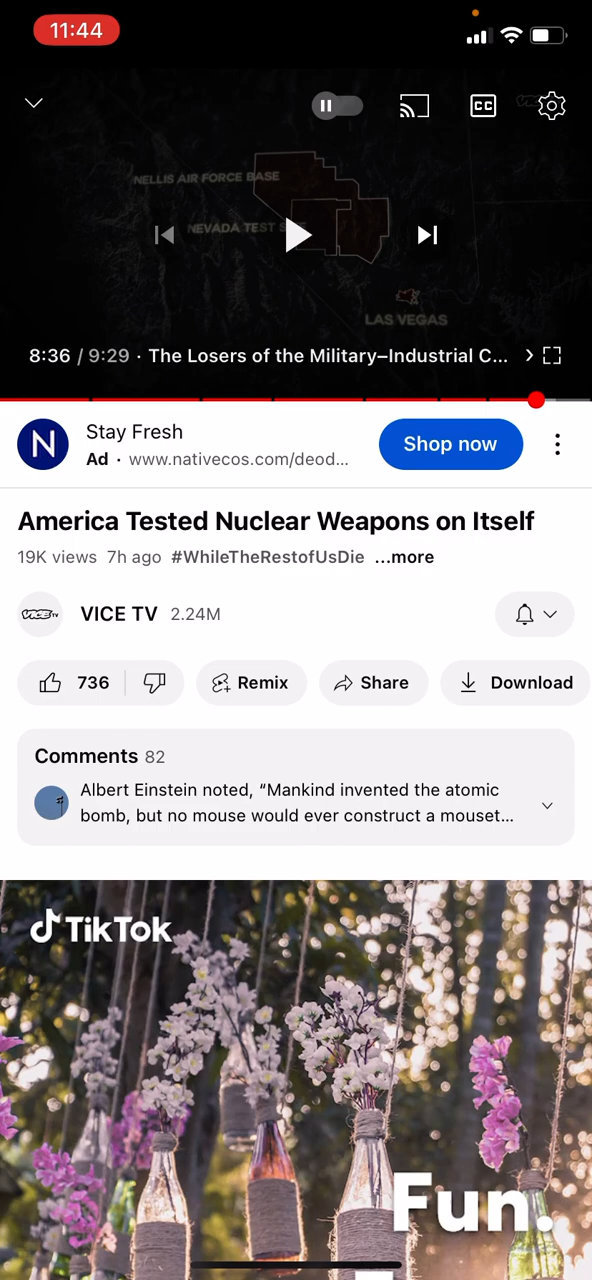 11:44
CC
NELLIS AIR FORCE BASE
NEVADA TEST S
LAS VEGAS
8:36 / 9:29 · The Losers of the Military–Industrial C...
N
Stay Fresh
Ad · www.nativecos.com/deod...
Shop now
America Tested Nuclear Weapons on Itself
19K views 7h ago #WhileTheRestofUsDie ...more
VICE TV
VICE TV 2.24M
736
Remix
Share
Download
Comments 82
Albert Einstein noted, “Mankind invented the atomic
bomb, but no mouse would ever construct a mouset...
TikTok
Fun.